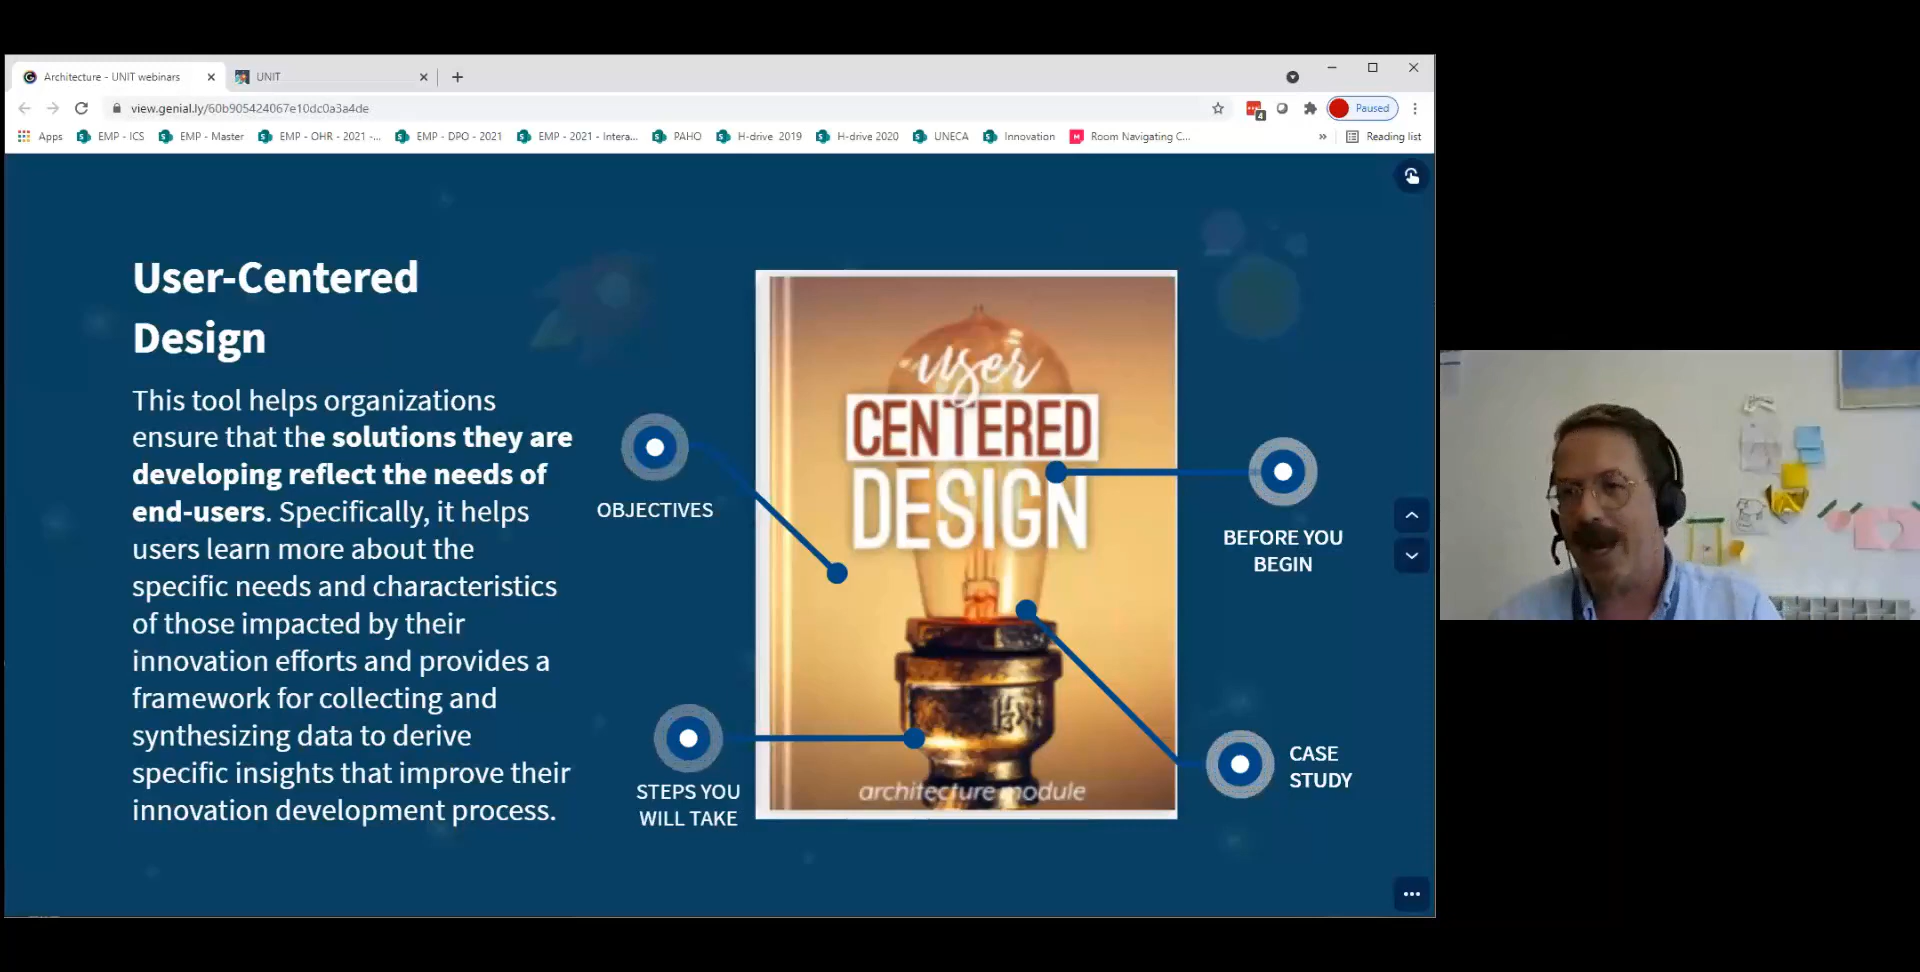 Architecture - UNIT webinars
UNIT
view.genial.ly/60b905424067e10dc0a3a4de
4
Paused
Apps
EMP - ICS
EMP - Master
EMP - OHR - 2021 -...
EMP - DPO - 2021
EMP - 2021 - Intera...
PAHO
H-drive 2019
H-drive 2020
UNECA
Innovation
Room Navigating C...
Reading list
User-Centered
Design
This tool helps organizations
ensure that the solutions they are
developing reflect the needs of
end-users. Specifically, it helps
users learn more about the
specific needs and characteristics
of those impacted by their
innovation efforts and provides a
framework for collecting and
synthesizing data to derive
specific insights that improve their
innovation development process.
user
CENTERED
DESIGN
architecture module
OBJECTIVES
BEFORE YOU
BEGIN
STEPS YOU
WILL TAKE
CASE
STUDY